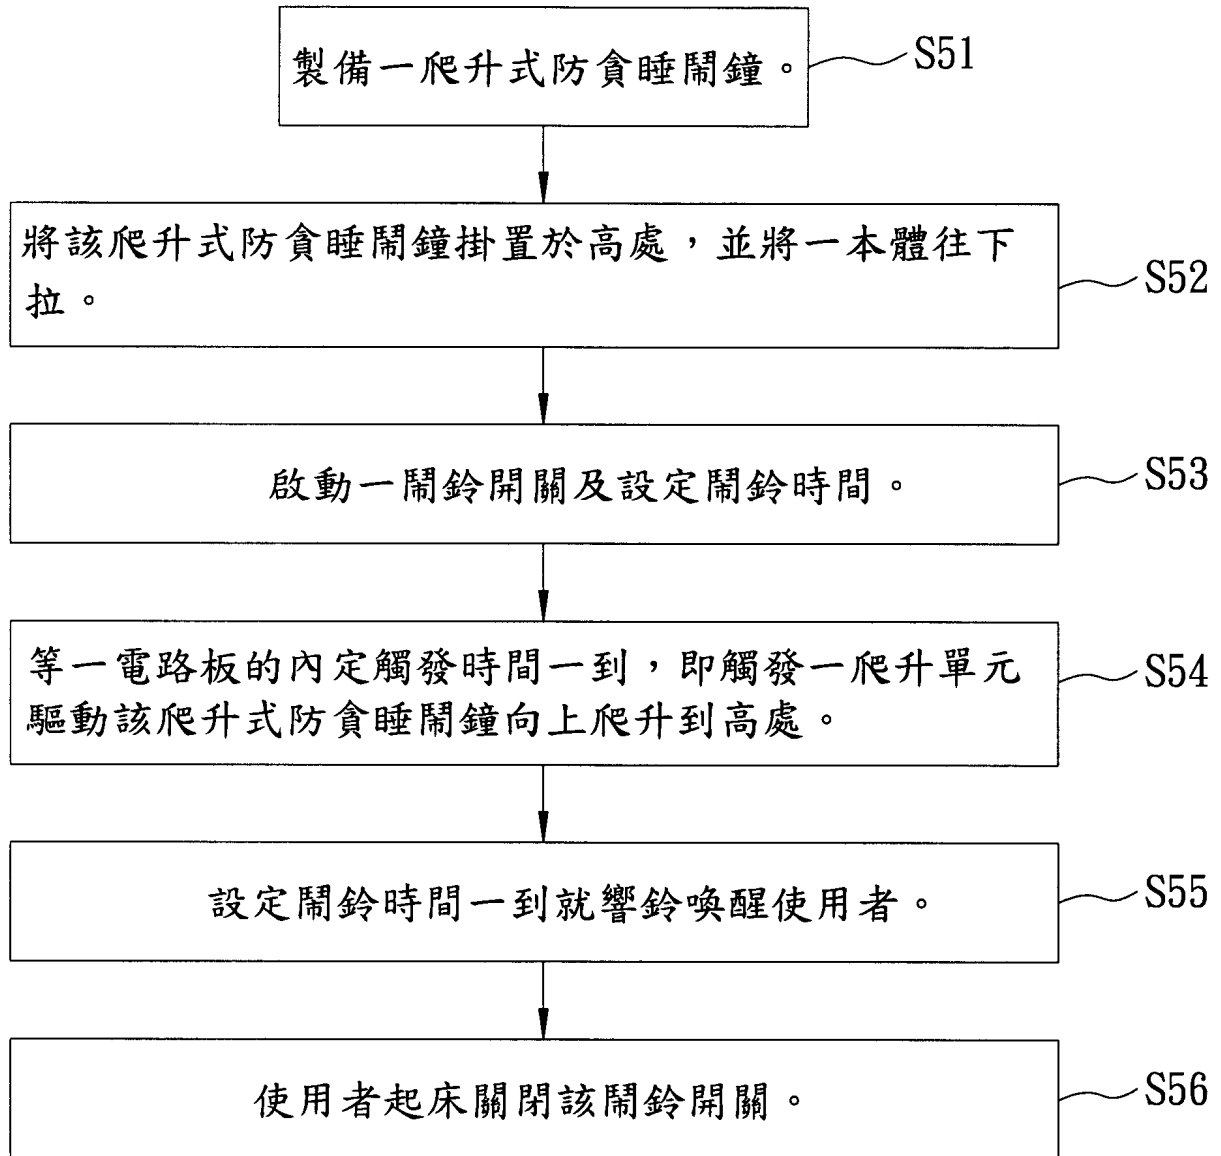 製備一爬升式防貪睡鬧鐘。
S51
將該爬升式防貪睡鬧鐘掛置於高處，並將一本體往下
拉。
S52
啟動一鬧鈴開關及設定鬧鈴時間。
S53
等一電路板的內定觸發時間一到，即觸發一爬升單元
驅動該爬升式防貪睡鬧鐘向上爬升到高處。
S54
設定鬧鈴時間一到就響鈴喚醒使用者。
S55
使用者起床關閉該鬧鈴開關。
S56